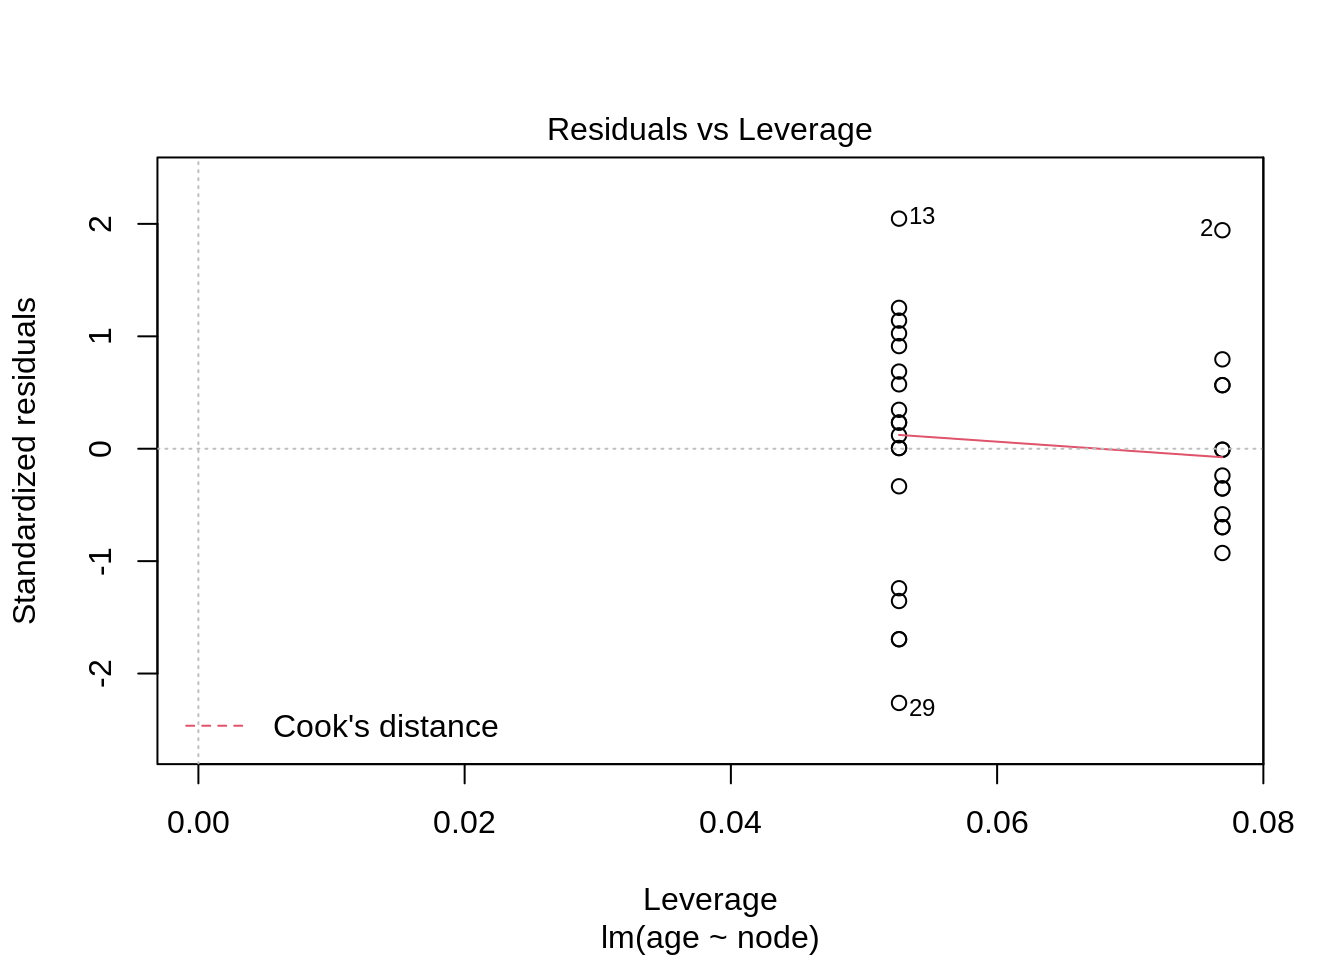 Residuals vs Leverage
Standardized residuals
2
1
0
-1
-2
13
2
29
Cook's distance
0.00 0.02 0.04 0.06 0.08
Leverage
lm(age ~ node)